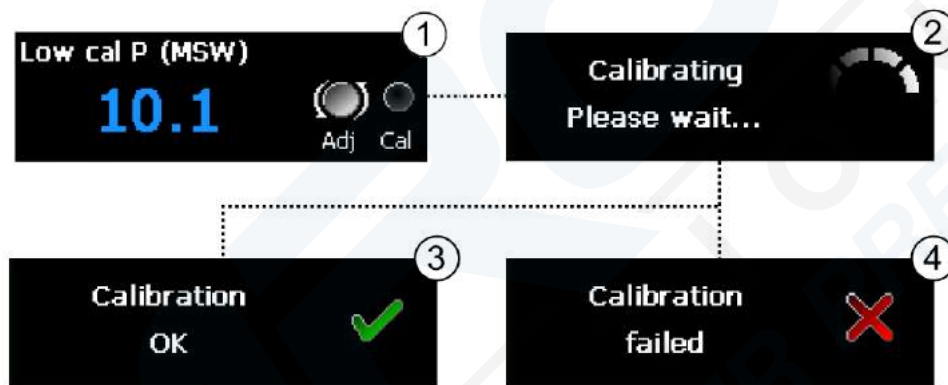 1
Low cal P (MSW)
10.1
Adj Cal
2
Calibrating
Please wait...
3
Calibration
OK
4
Calibration
failed